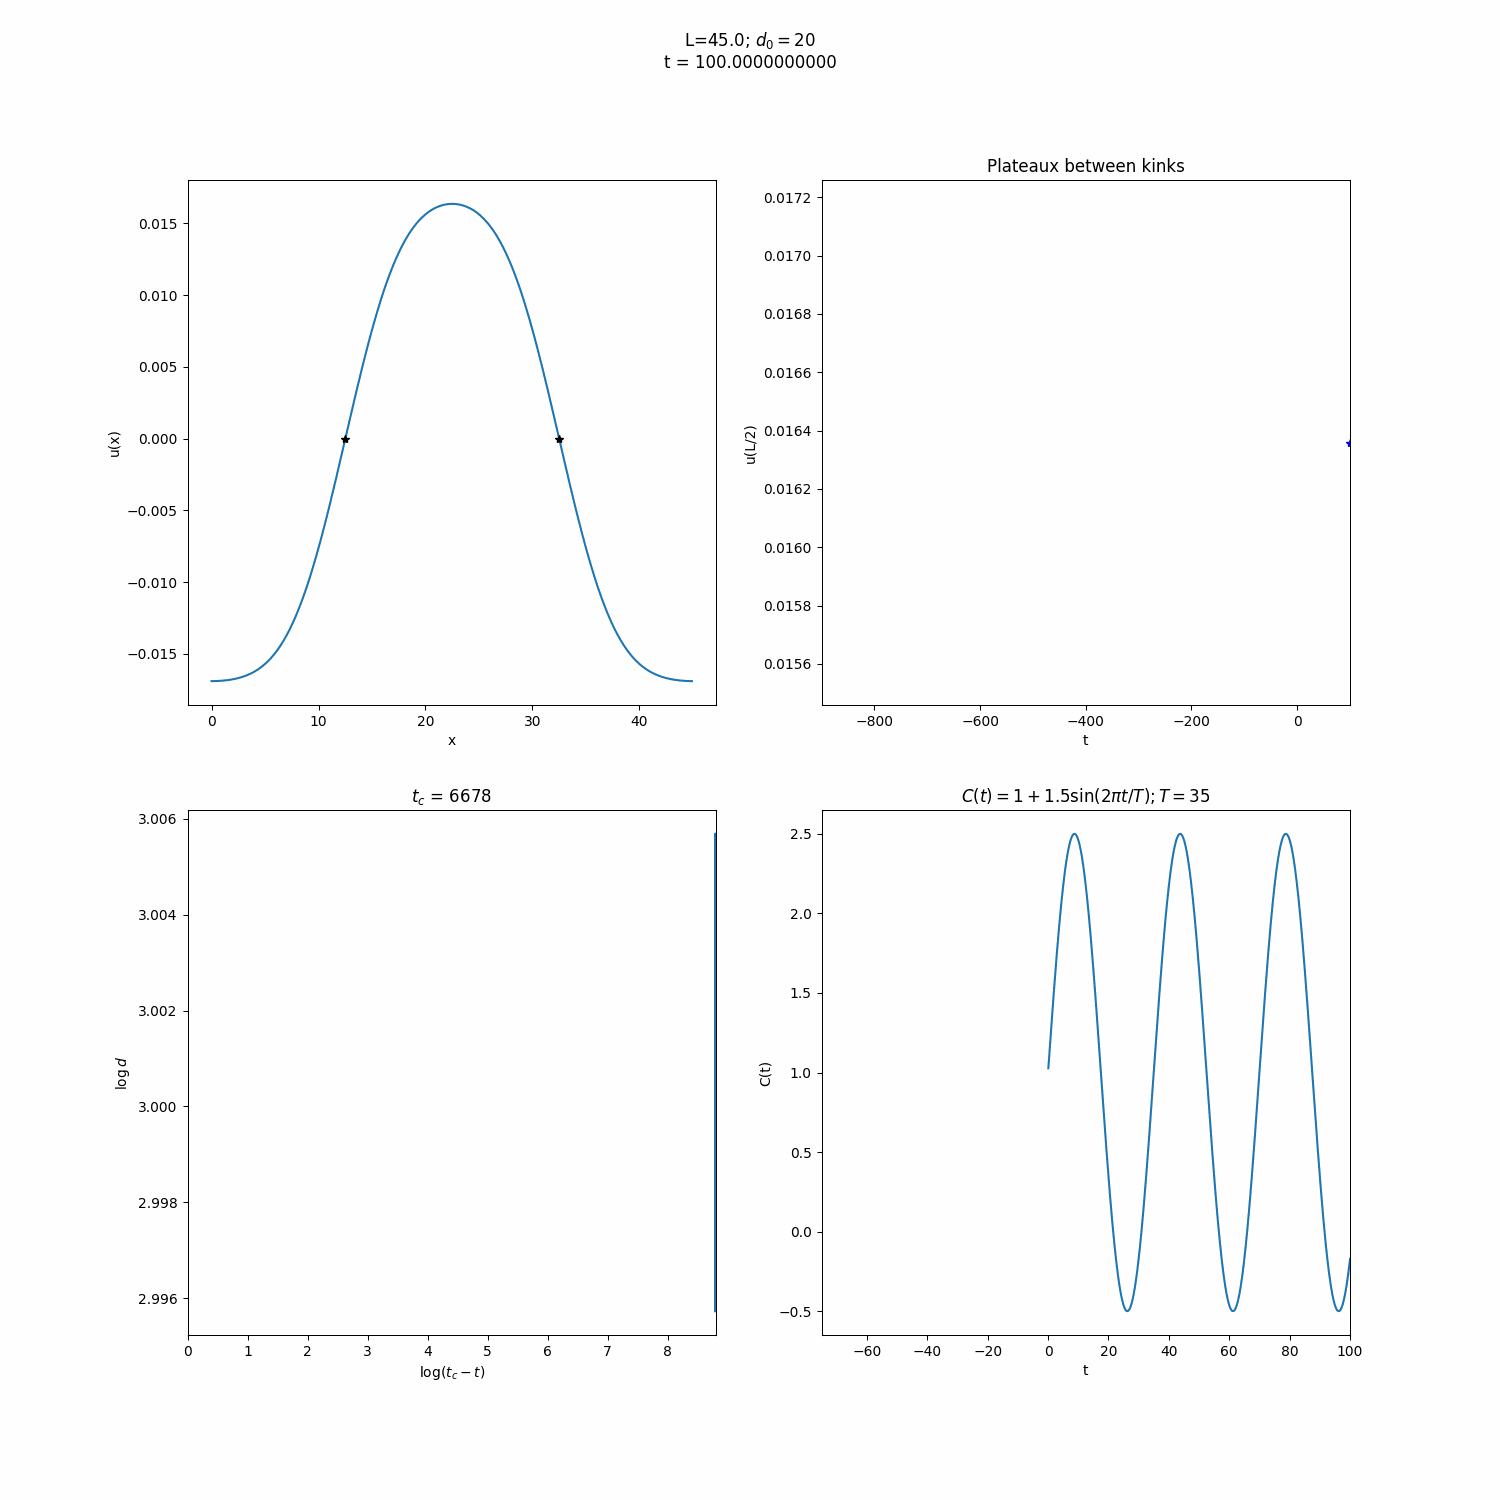 L=45.0; d₀ = 20
t = 100.0000000000
u(x)
0.015
0.010
0.005
0.000
−0.005
−0.010
−0.015
0 10 20 30 40
x
Plateaux between kinks
u(L/2)
0.0172
0.0170
0.0168
0.0166
0.0164
0.0162
0.0160
0.0158
0.0156
−800 −600 −400 −200 0
t
t_c = 6678
log d
3.006
3.004
3.002
3.000
2.998
2.996
0 1 2 3 4 5 6 7 8
log(t_c − t)
C(t) = 1 + 1.5sin(2πt/T); T = 35
C(t)
2.5
2.0
1.5
1.0
0.5
0.0
−0.5
−60 −40 −20 0 20 40 60 80 100
t